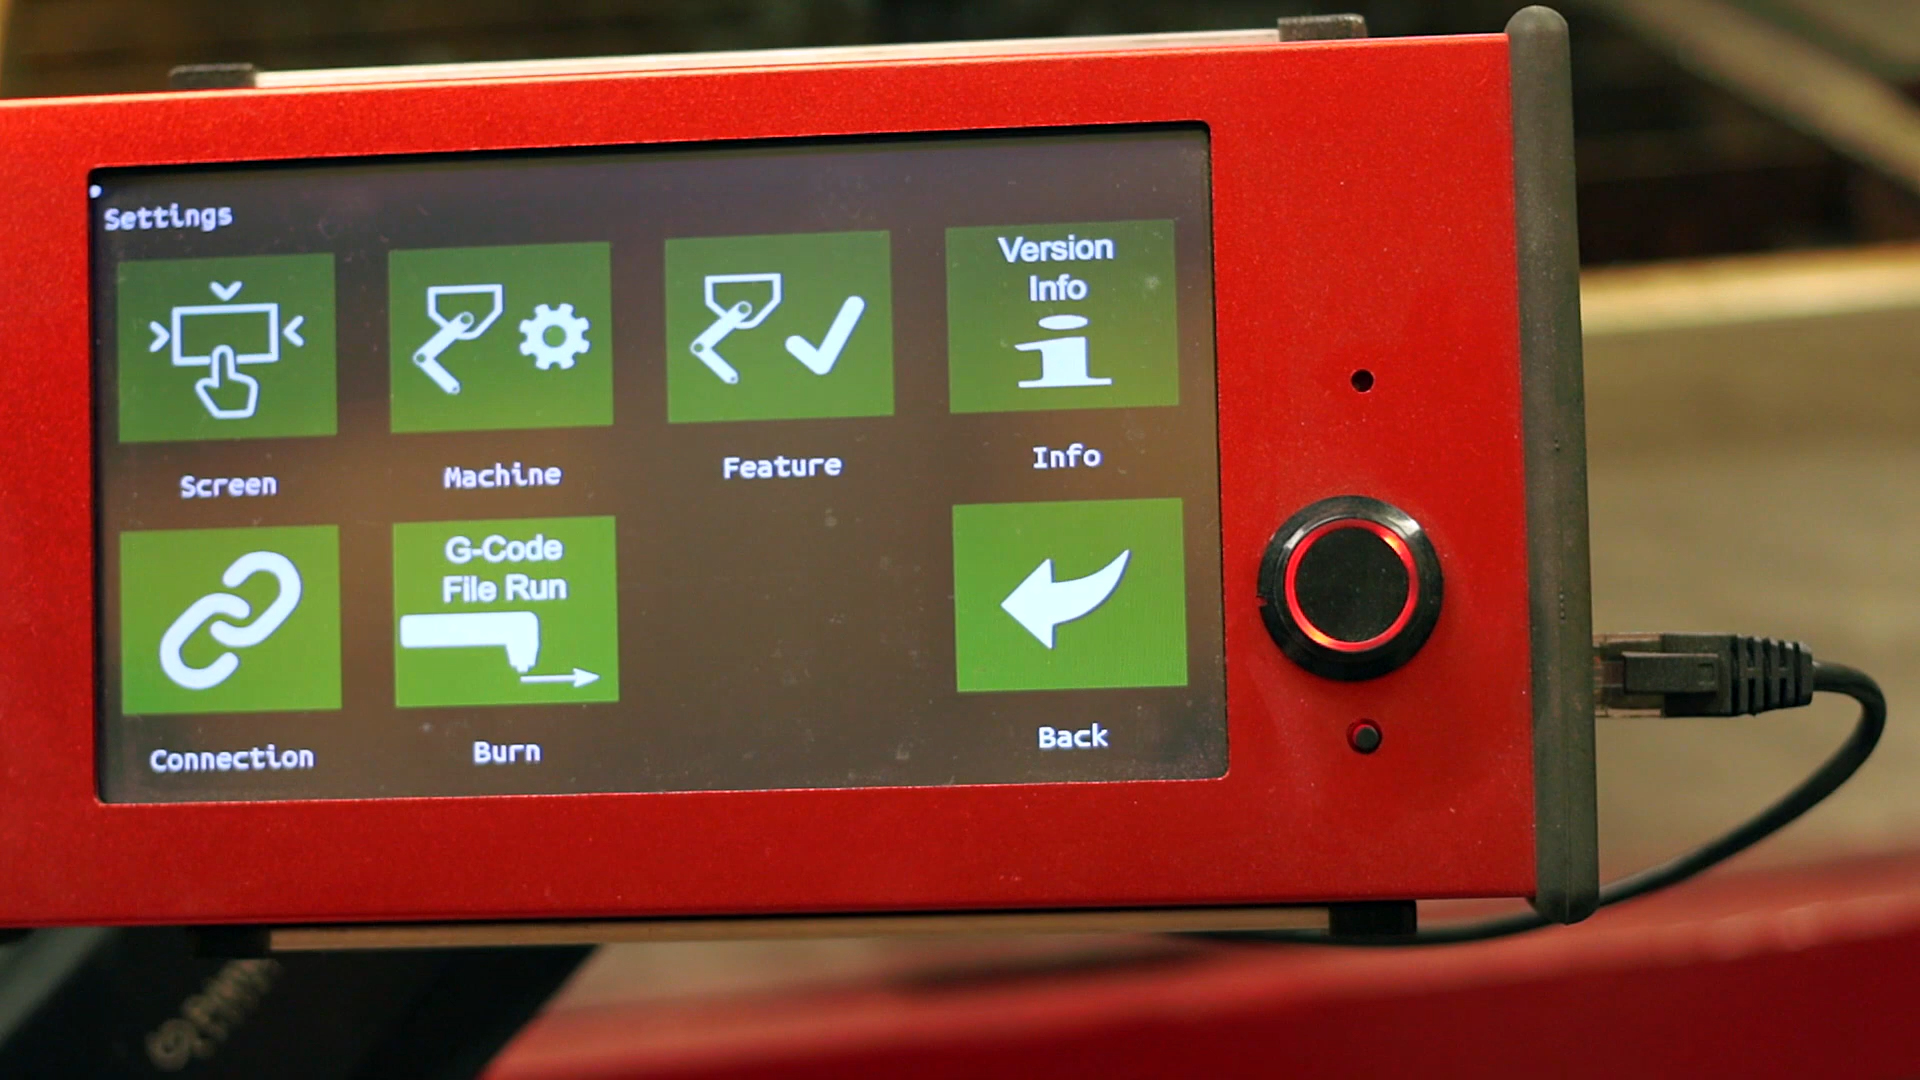 Settings
Version
Info
Screen
Machine
Feature
Info
G-Code
File Run
Connection
Burn
Back